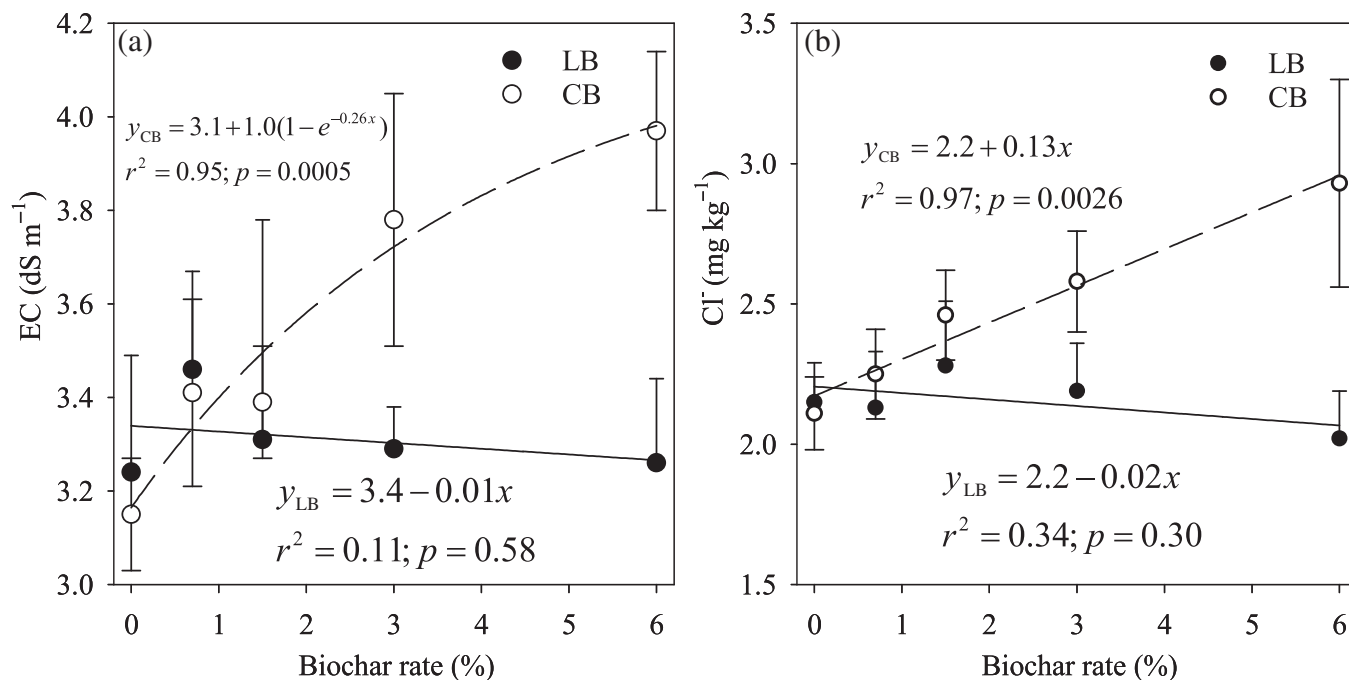 (a)
LB
CB
y_CB = 3.1+1.0(1−e^−0.26x)
r² = 0.95; p = 0.0005
y_LB = 3.4−0.01x
r² = 0.11; p = 0.58
EC (dS m⁻¹)
4.2
4.0
3.8
3.6
3.4
3.2
3.0
0 1 2 3 4 5 6
Biochar rate (%)
(b)
LB
CB
y_CB = 2.2+0.13x
r² = 0.97; p = 0.0026
y_LB = 2.2−0.02x
r² = 0.34; p = 0.30
Cl⁻ (mg kg⁻¹)
3.5
3.0
2.5
2.0
1.5
0 1 2 3 4 5 6
Biochar rate (%)